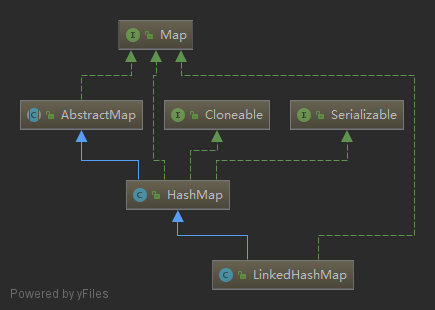 Map
AbstractMap
Cloneable
Serializable
HashMap
LinkedHashMap
Powered by yFiles